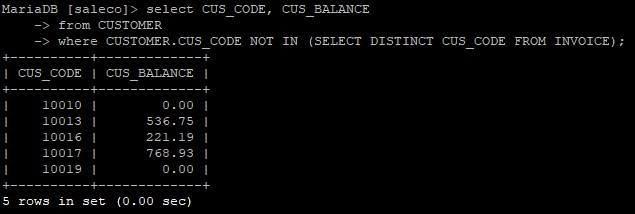 MariaDB [saleco]> select CUS_CODE, CUS_BALANCE
    -> from CUSTOMER
    -> where CUSTOMER.CUS_CODE NOT IN (SELECT DISTINCT CUS_CODE FROM INVOICE);
+----------+-------------+
| CUS_CODE | CUS_BALANCE |
+----------+-------------+
|    10010 |        0.00 |
|    10013 |      536.75 |
|    10016 |      221.19 |
|    10017 |      768.93 |
|    10019 |        0.00 |
+----------+-------------+
5 rows in set (0.00 sec)